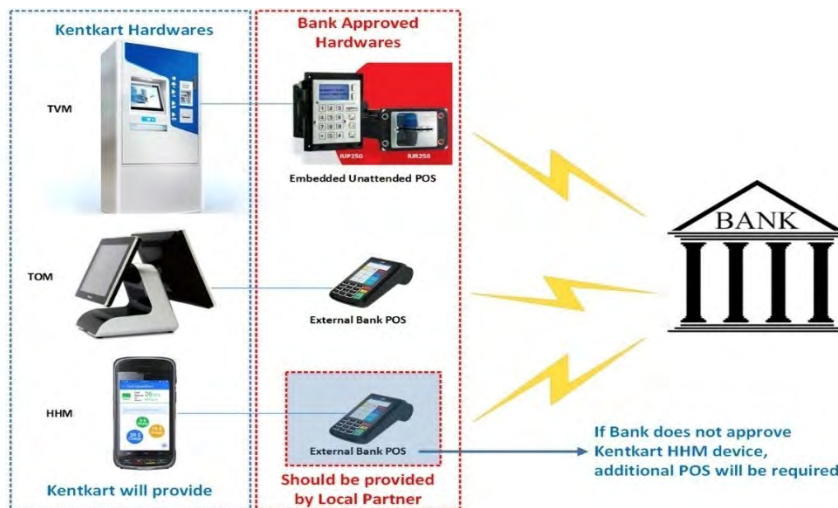 Kentkart Hardwares
Bank Approved
Hardwares
TVM
IUP250
IUR250
Embedded Unattended POS
BANK
TOM
External Bank POS
HHM
External Bank POS
If Bank does not approve
Kentkart HHM device,
additional POS will be required
Kentkart will provide
Should be provided
by Local Partner